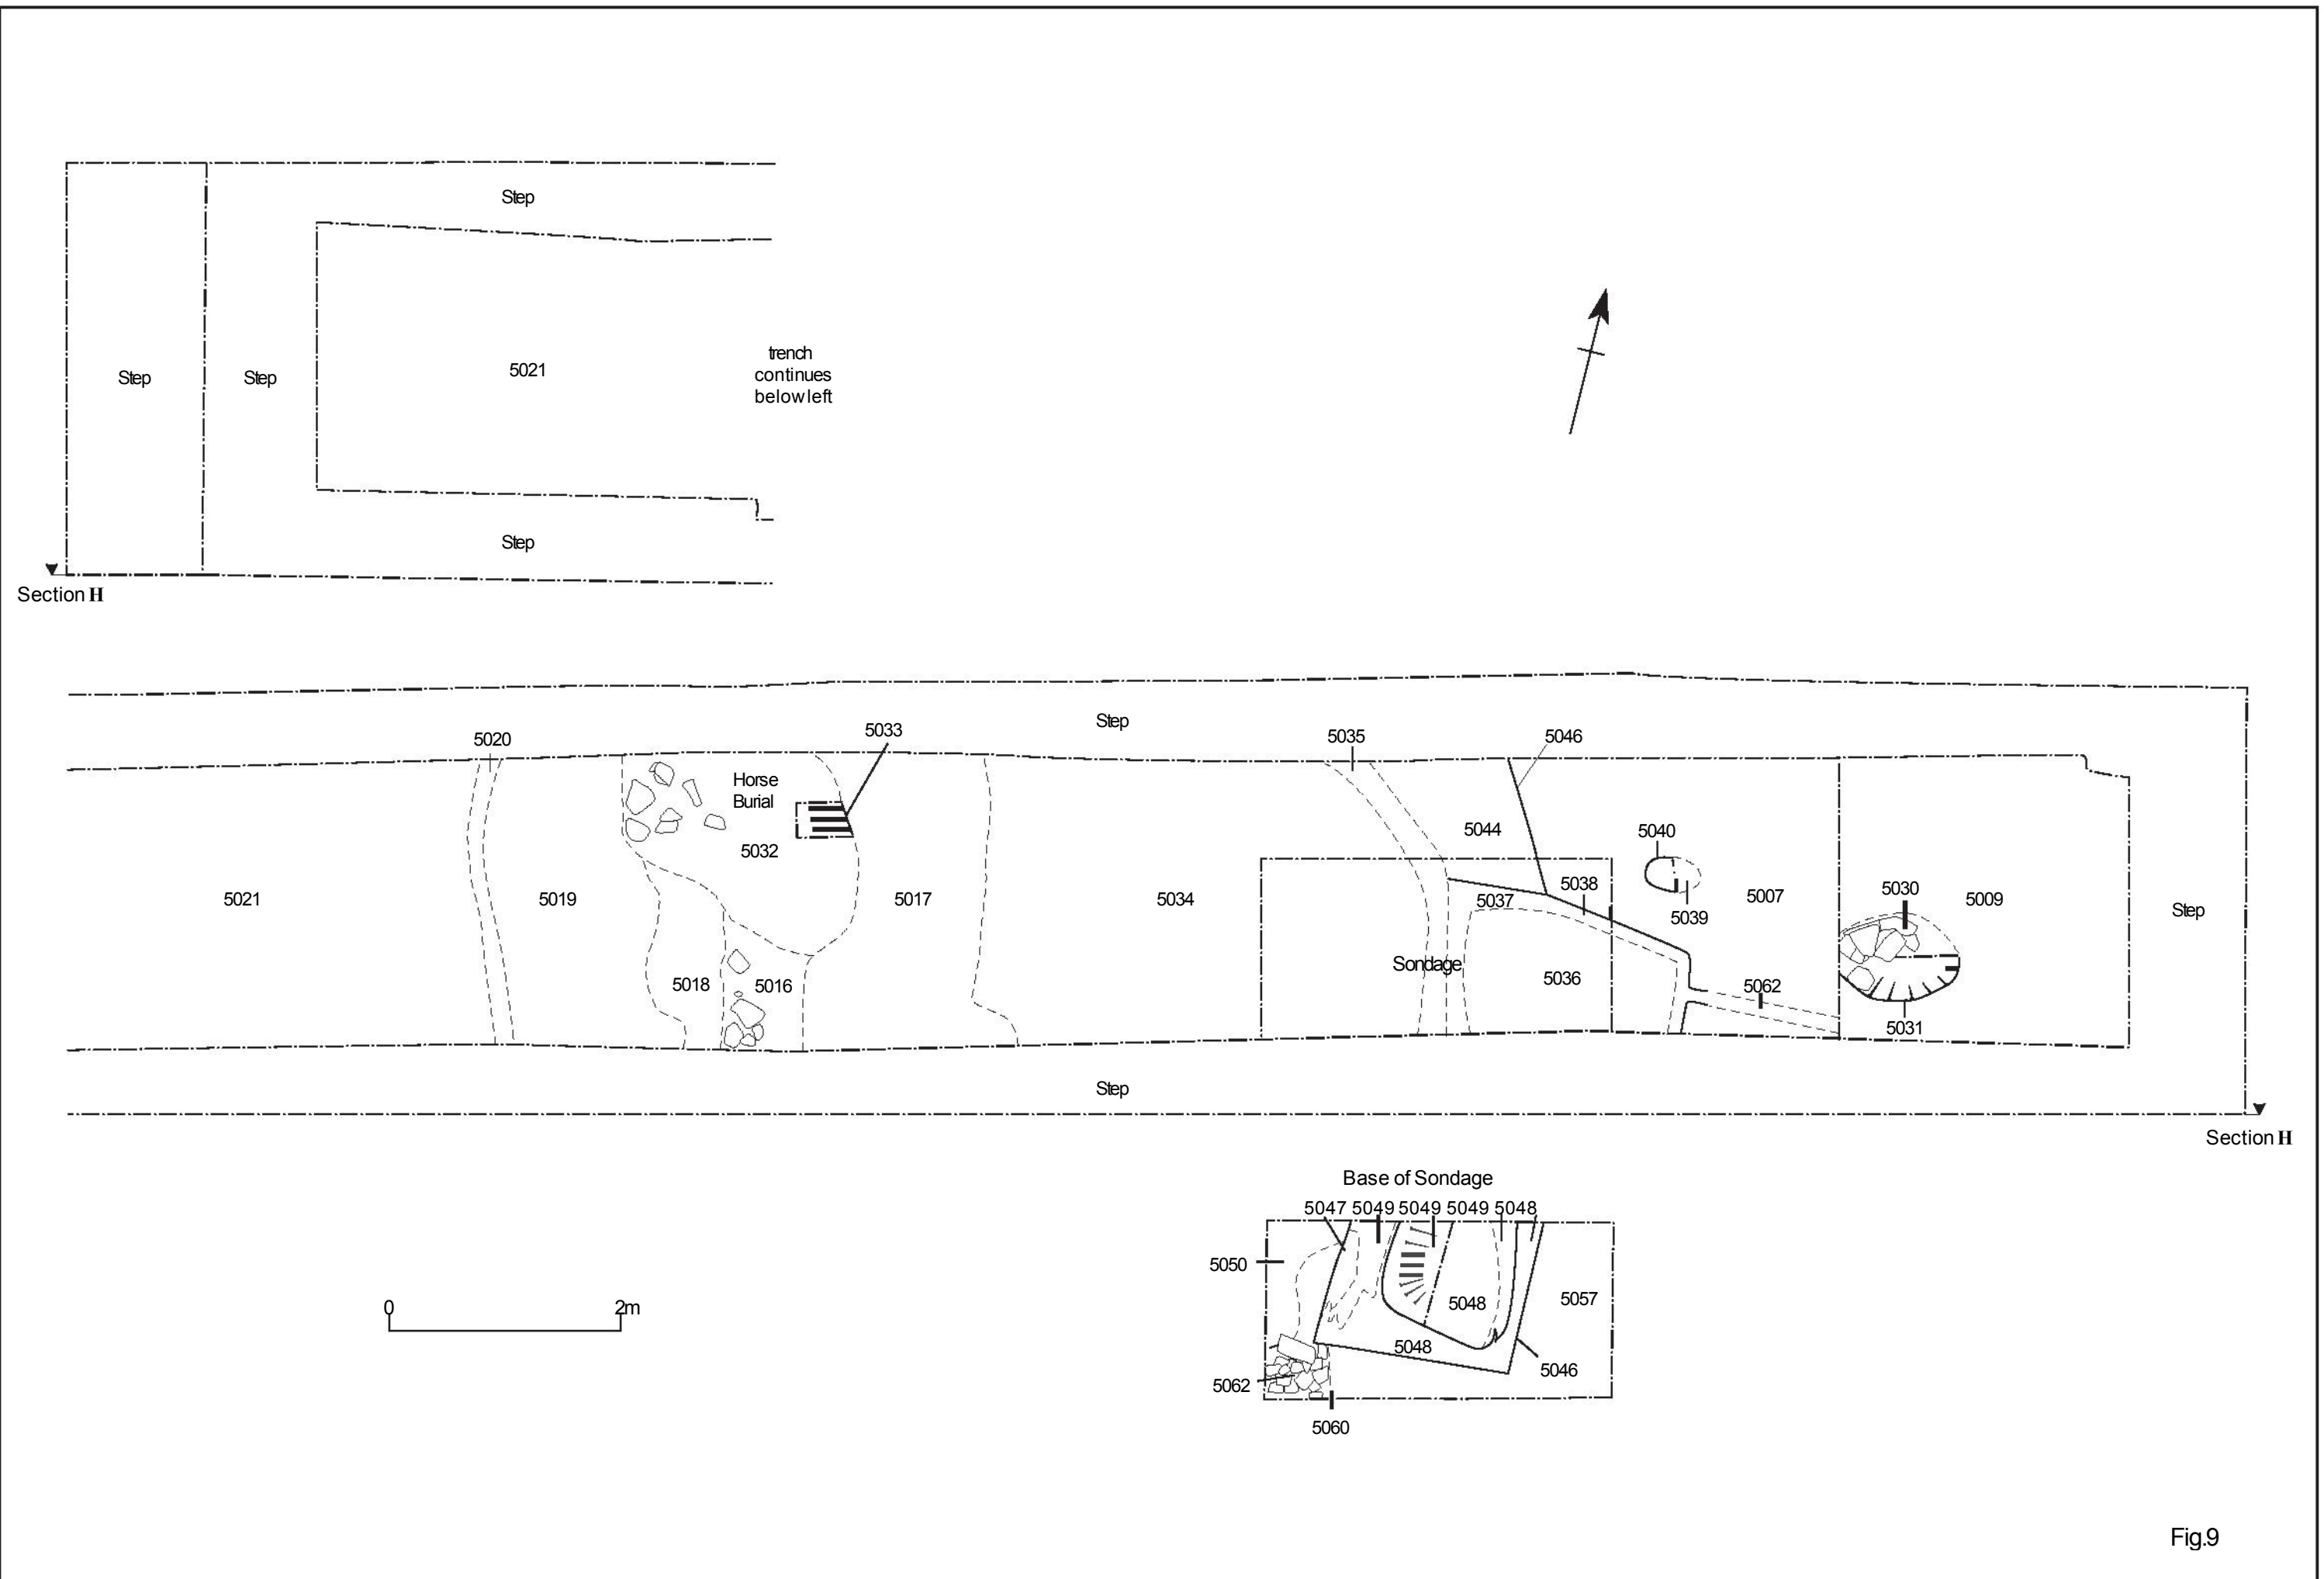 Step
Step
Step
5021
trench
continues
below left
Step
Section H
Step
5020
5033
5035
5046
Horse
Burial
5032
5044
5040
5021
5019
5017
5034
5037
5038
5039
5007
5030
5009
Step
Sondage
5018
5016
5036
5062
5031
Step
Section H
Base of Sondage
5047 5049 5049 5049 5048
5050
5048
5057
5048
5046
5062
5060
0
2m
Fig.9